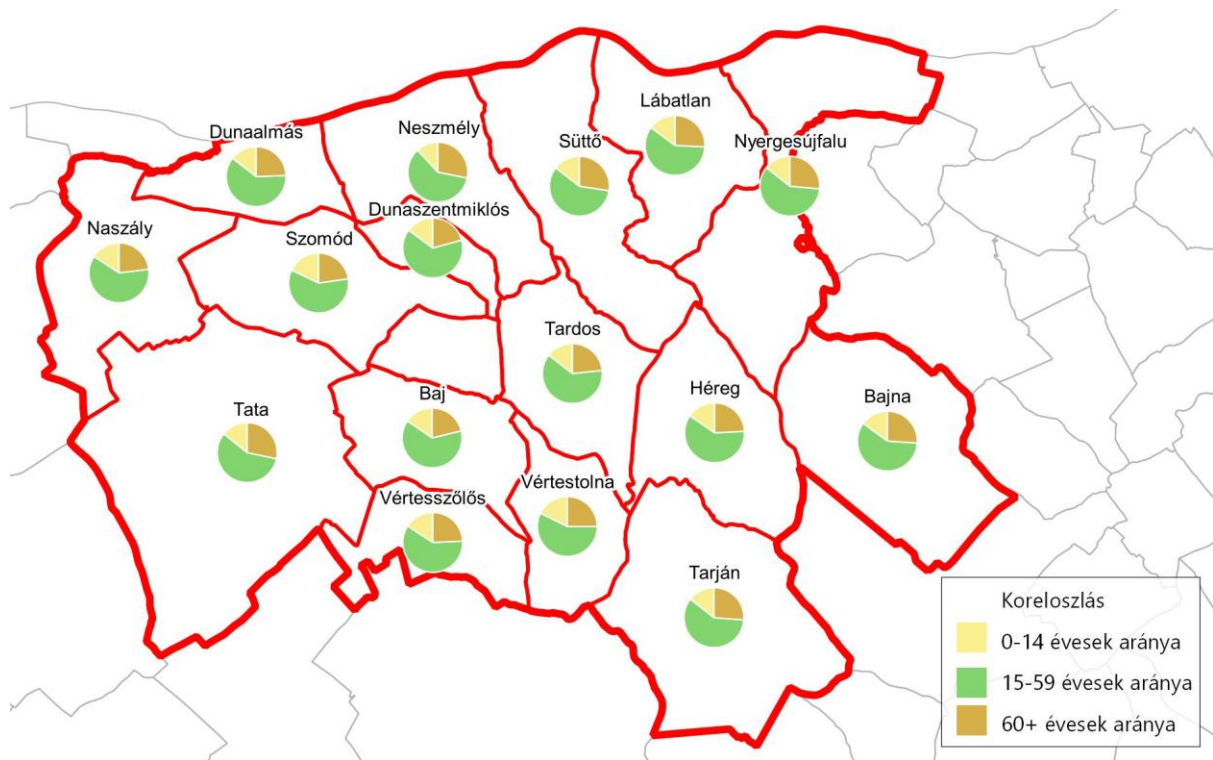 Lábatlan
Dunaalmás
Neszmély
Süttő
Nyergesújfalu
Dunaszentmiklós
Naszály
Szomód
Tardos
Héreg
Bajna
Baj
Tata
Vértestolna
Vértesszőlős
Tarján
Koreloszlás
0-14 évesek aránya
15-59 évesek aránya
60+ évesek aránya